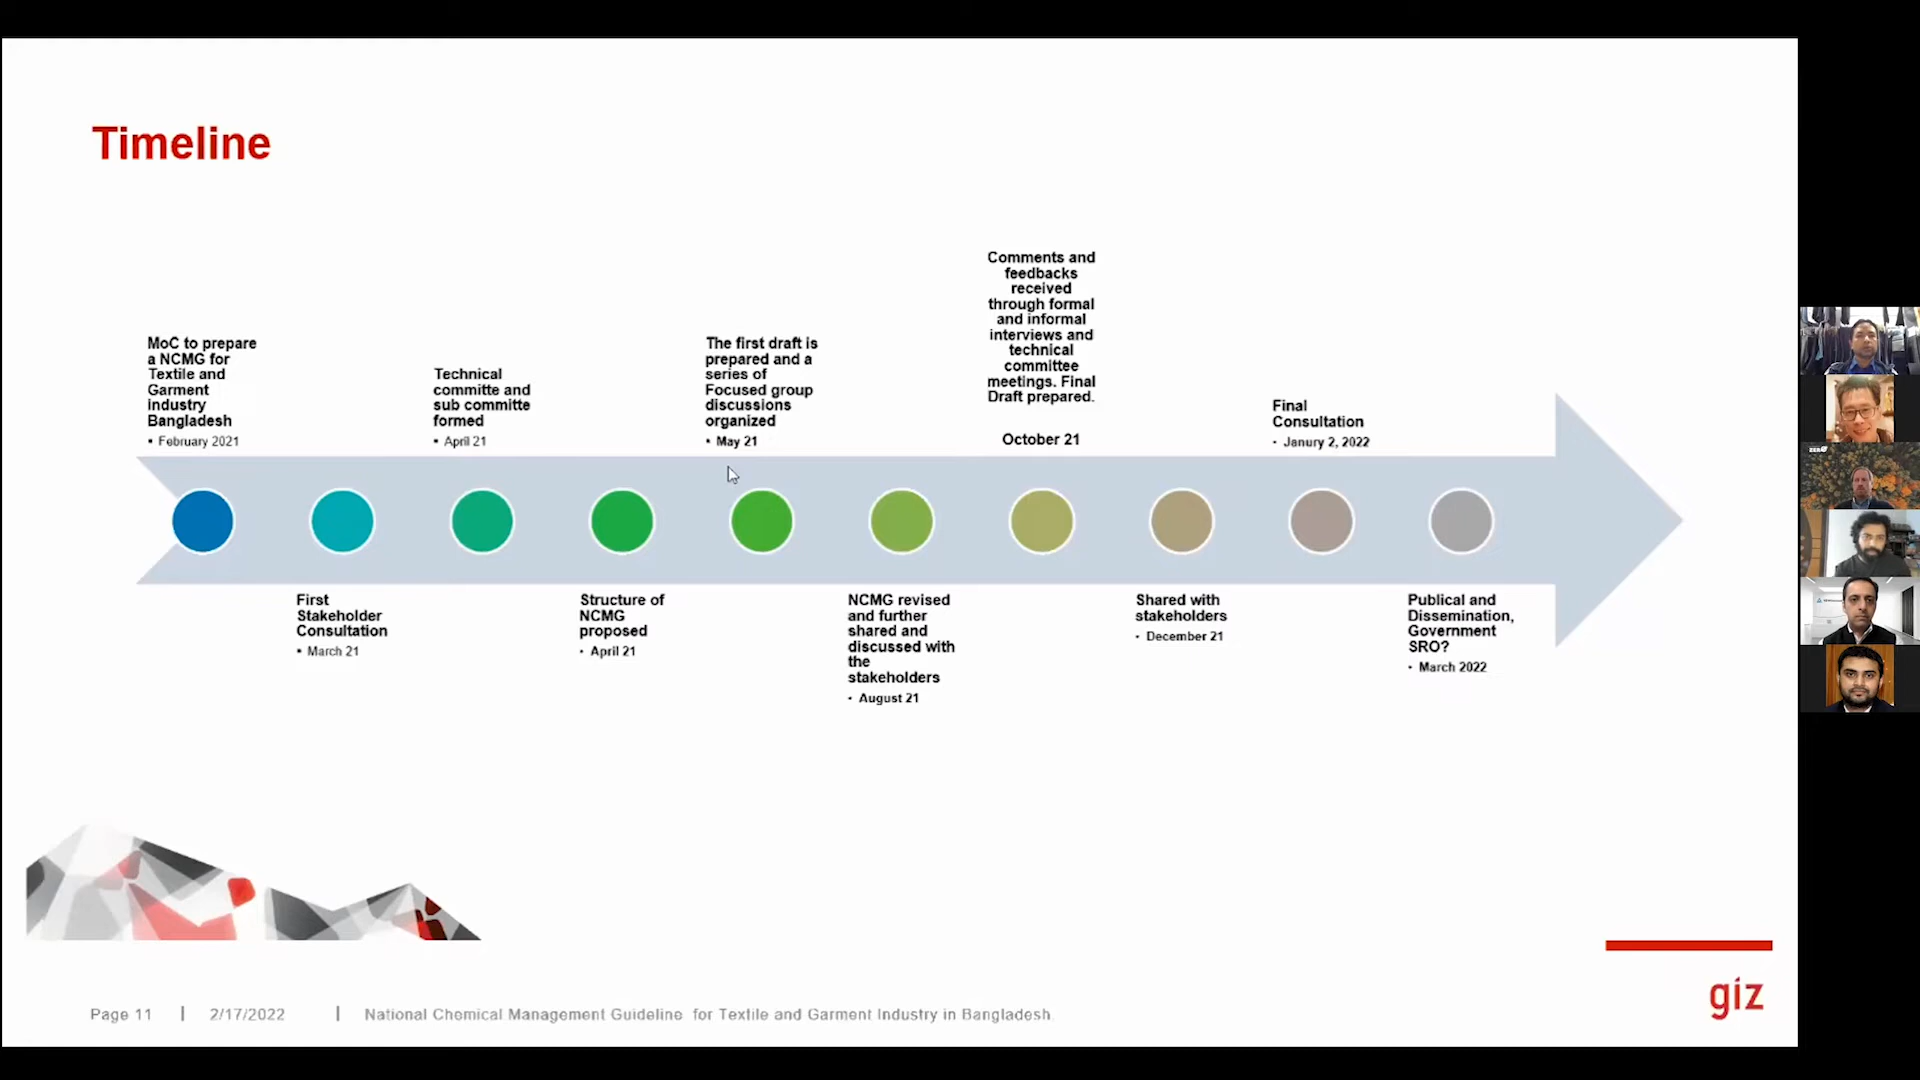 Timeline
MoC to prepare
a NCMG for
Textile and
Garment
industry
Bangladesh
▪ February 2021
First
Stakeholder
Consultation
▪ March 21
Technical
committe and
sub committe
formed
▪ April 21
Structure of
NCMG
proposed
• April 21
The first draft is
prepared and a
series of
Focused group
discussions
organized
• May 21
NCMG revised
and further
shared and
discussed with
the
stakeholders
• August 21
Comments and
feedbacks
received
through formal
and informal
interviews and
technical
committee
meetings. Final
Draft prepared.
October 21
Shared with
stakeholders
• December 21
Final
Consultation
• Janury 2, 2022
Publical and
Dissemination,
Government
SRO?
• March 2022
Page 11 | 2/17/2022 | National Chemical Management Guideline for Textile and Garment Industry in Bangladesh
giz